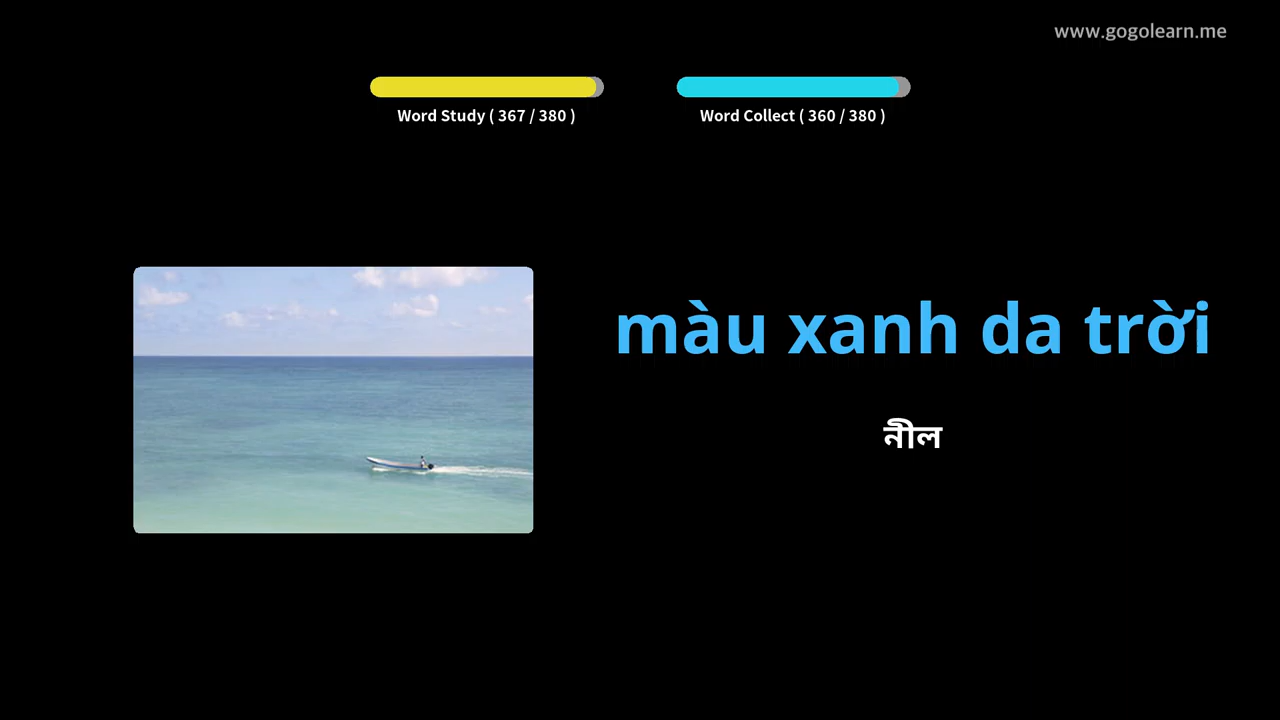 www.gogolearn.me
Word Study ( 367 / 380 )
Word Collect ( 360 / 380 )
màu xanh da trời
नील